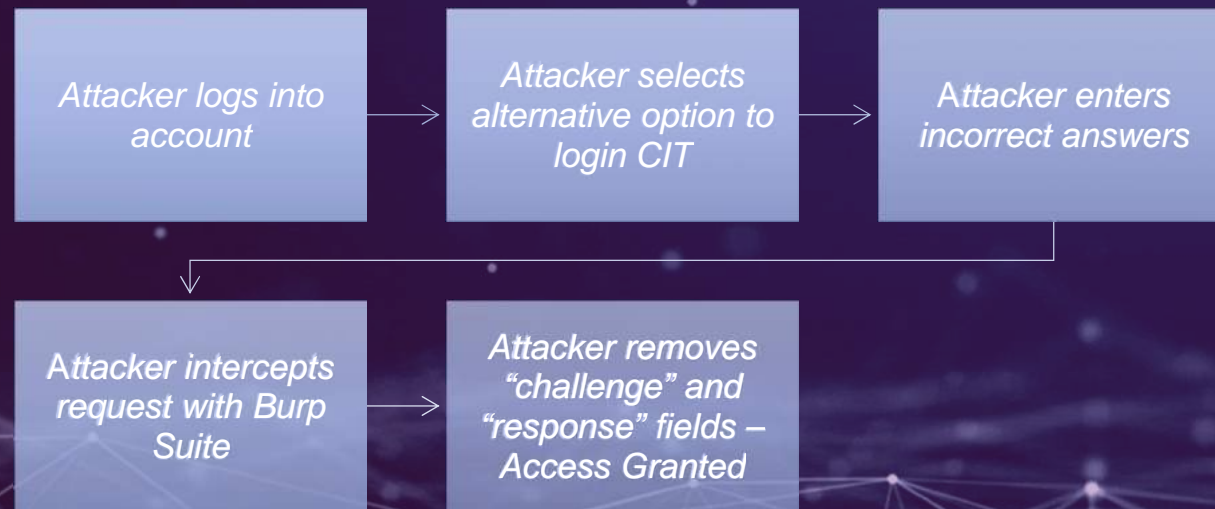 Attacker logs into
account
Attacker selects
alternative option to
login CIT
Attacker enters
incorrect answers
Attacker intercepts
request with Burp
Suite
Attacker removes
“challenge” and
“response” fields –
Access Granted